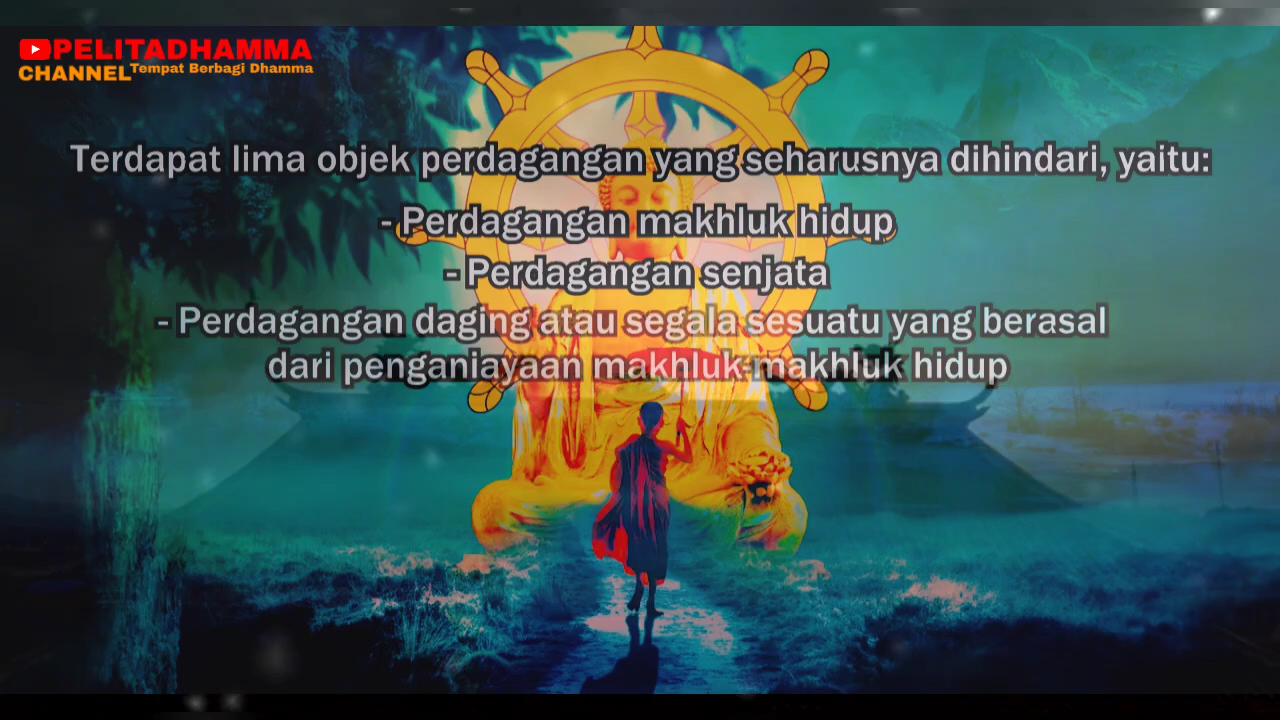 PELITADHAMMA
CHANNEL Tempat Berbagi Dhamma
Terdapat lima objek perdagangan yang seharusnya dihindari, yaitu:
- Perdagangan makhluk hidup
- Perdagangan senjata
- Perdagangan daging atau segala sesuatu yang berasal
dari penganiayaan makhluk-makhluk hidup